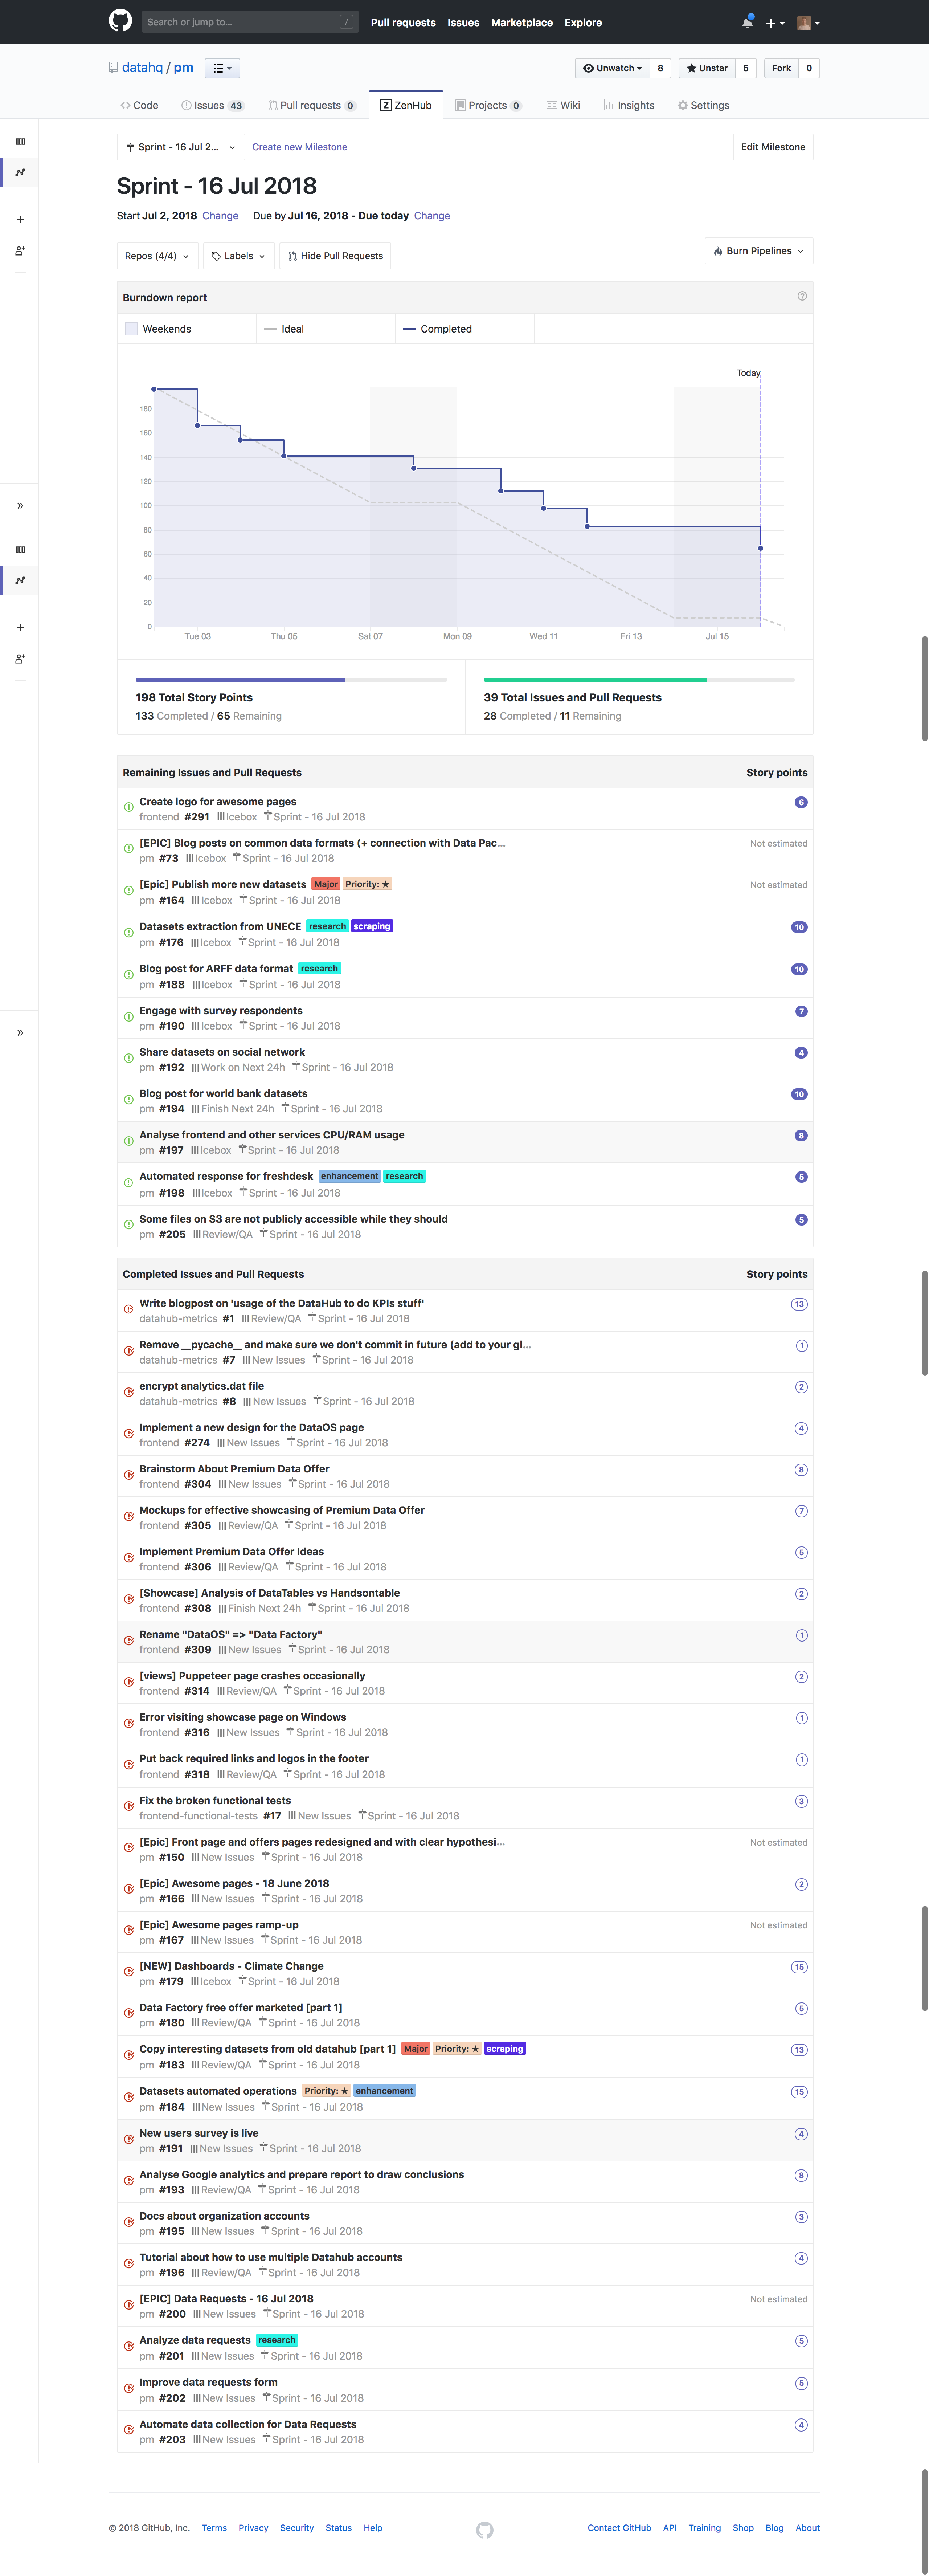 Search or jump to... /
Pull requests Issues Marketplace Explore
datahq / pm
Unwatch 8 Unstar 5 Fork 0
Code Issues 43 Pull requests 0 ZenHub Projects 0 Wiki Insights Settings
Sprint - 16 Jul 2... Create new Milestone Edit Milestone
Sprint - 16 Jul 2018
Start Jul 2, 2018 Change Due by Jul 16, 2018 - Due today Change
Repos (4/4) Labels Hide Pull Requests Burn Pipelines
Burndown report
Weekends Ideal Completed
Today
180
160
140
120
100
80
60
40
20
0
Tue 03 Thu 05 Sat 07 Mon 09 Wed 11 Fri 13 Jul 15
198 Total Story Points
133 Completed / 65 Remaining
39 Total Issues and Pull Requests
28 Completed / 11 Remaining
Remaining Issues and Pull Requests Story points
Create logo for awesome pages 6
frontend #291 Icebox Sprint - 16 Jul 2018
[EPIC] Blog posts on common data formats (+ connection with Data Pac... Not estimated
pm #73 Icebox Sprint - 16 Jul 2018
[Epic] Publish more new datasets Major Priority: ★ Not estimated
pm #164 Icebox Sprint - 16 Jul 2018
Datasets extraction from UNECE research scraping 10
pm #176 Icebox Sprint - 16 Jul 2018
Blog post for ARFF data format research 10
pm #188 Icebox Sprint - 16 Jul 2018
Engage with survey respondents 7
pm #190 Icebox Sprint - 16 Jul 2018
Share datasets on social network 4
pm #192 Work on Next 24h Sprint - 16 Jul 2018
Blog post for world bank datasets 10
pm #194 Finish Next 24h Sprint - 16 Jul 2018
Analyse frontend and other services CPU/RAM usage 8
pm #197 Icebox Sprint - 16 Jul 2018
Automated response for freshdesk enhancement research 5
pm #198 Icebox Sprint - 16 Jul 2018
Some files on S3 are not publicly accessible while they should 5
pm #205 Review/QA Sprint - 16 Jul 2018
Completed Issues and Pull Requests Story points
Write blogpost on 'usage of the DataHub to do KPIs stuff' 13
datahub-metrics #1 Review/QA Sprint - 16 Jul 2018
Remove __pycache__ and make sure we don't commit in future (add to your gl... 1
datahub-metrics #7 New Issues Sprint - 16 Jul 2018
encrypt analytics.dat file 2
datahub-metrics #8 New Issues Sprint - 16 Jul 2018
Implement a new design for the DataOS page 4
frontend #274 New Issues Sprint - 16 Jul 2018
Brainstorm About Premium Data Offer 8
frontend #304 New Issues Sprint - 16 Jul 2018
Mockups for effective showcasing of Premium Data Offer 7
frontend #305 Review/QA Sprint - 16 Jul 2018
Implement Premium Data Offer Ideas 5
frontend #306 Review/QA Sprint - 16 Jul 2018
[Showcase] Analysis of DataTables vs Handsontable 2
frontend #308 Finish Next 24h Sprint - 16 Jul 2018
Rename "DataOS" => "Data Factory" 1
frontend #309 New Issues Sprint - 16 Jul 2018
[views] Puppeteer page crashes occasionally 2
frontend #314 Review/QA Sprint - 16 Jul 2018
Error visiting showcase page on Windows 1
frontend #316 New Issues Sprint - 16 Jul 2018
Put back required links and logos in the footer 1
frontend #318 Review/QA Sprint - 16 Jul 2018
Fix the broken functional tests 3
frontend-functional-tests #17 New Issues Sprint - 16 Jul 2018
[Epic] Front page and offers pages redesigned and with clear hypothesi... Not estimated
pm #150 New Issues Sprint - 16 Jul 2018
[Epic] Awesome pages - 18 June 2018 2
pm #166 New Issues Sprint - 16 Jul 2018
[Epic] Awesome pages ramp-up Not estimated
pm #167 New Issues Sprint - 16 Jul 2018
[NEW] Dashboards - Climate Change 15
pm #179 Icebox Sprint - 16 Jul 2018
Data Factory free offer marketed [part 1] 5
pm #180 Review/QA Sprint - 16 Jul 2018
Copy interesting datasets from old datahub [part 1] Major Priority: ★ scraping 13
pm #183 Review/QA Sprint - 16 Jul 2018
Datasets automated operations Priority: ★ enhancement 15
pm #184 New Issues Sprint - 16 Jul 2018
New users survey is live 4
pm #191 New Issues Sprint - 16 Jul 2018
Analyse Google analytics and prepare report to draw conclusions 8
pm #193 Review/QA Sprint - 16 Jul 2018
Docs about organization accounts 3
pm #195 New Issues Sprint - 16 Jul 2018
Tutorial about how to use multiple Datahub accounts 4
pm #196 Review/QA Sprint - 16 Jul 2018
[EPIC] Data Requests - 16 Jul 2018 Not estimated
pm #200 New Issues Sprint - 16 Jul 2018
Analyze data requests research 5
pm #201 New Issues Sprint - 16 Jul 2018
Improve data requests form 5
pm #202 New Issues Sprint - 16 Jul 2018
Automate data collection for Data Requests 4
pm #203 New Issues Sprint - 16 Jul 2018
© 2018 GitHub, Inc. Terms Privacy Security Status Help Contact GitHub API Training Shop Blog About